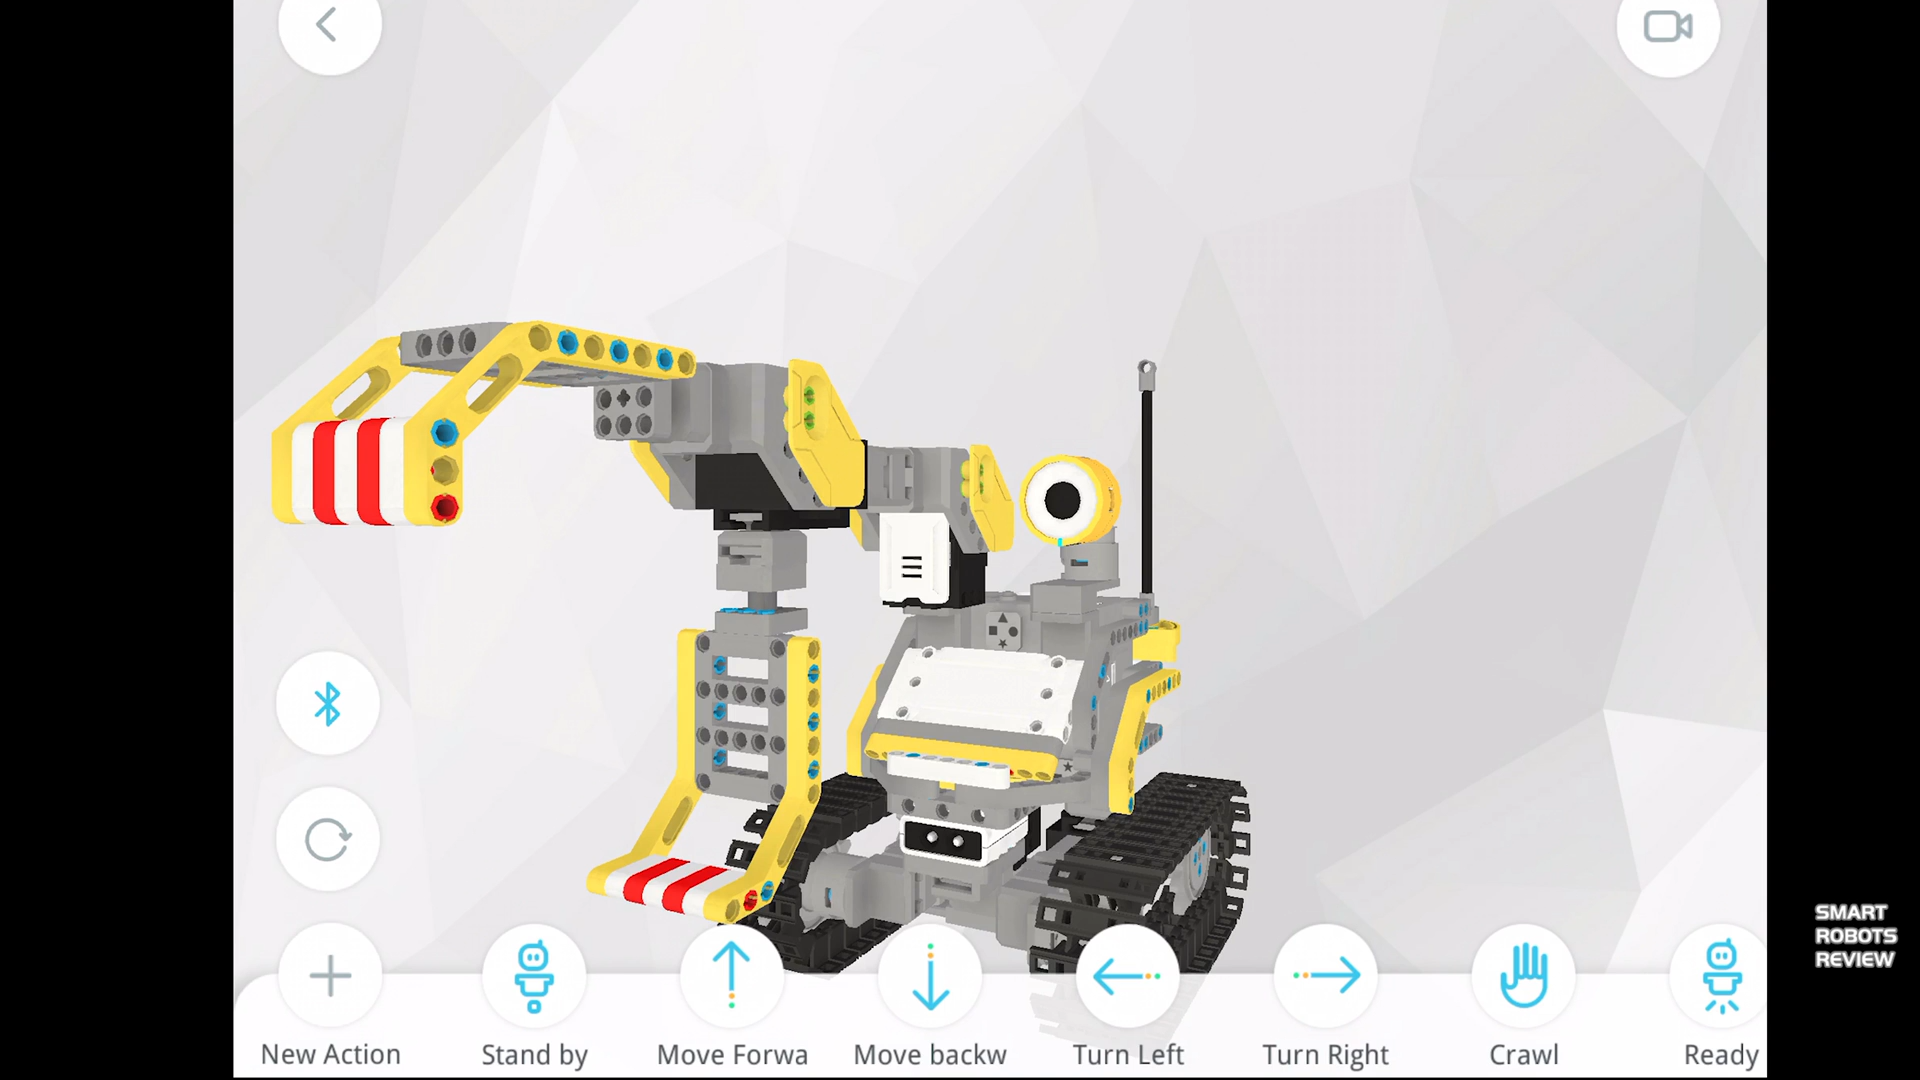 New Action
Stand by
Move Forwa
Move backw
Turn Left
Turn Right
Crawl
Ready
SMART
ROBOTS
REVIEW